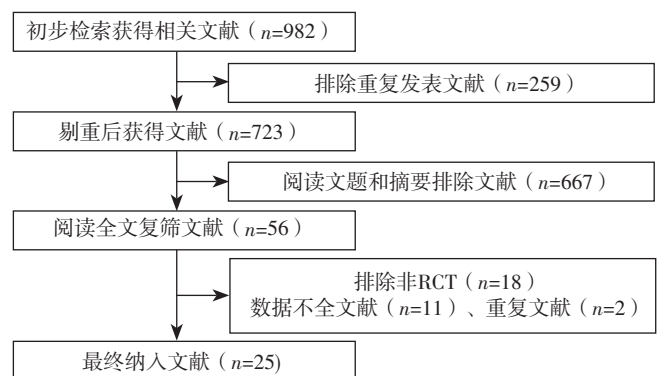 初步检索获得相关文献（n=982）
排除重复发表文献（n=259）
剔重后获得文献（n=723）
阅读文题和摘要排除文献（n=667）
阅读全文复筛文献（n=56）
排除非RCT（n=18）
数据不全文献（n=11）、重复文献（n=2）
最终纳入文献（n=25)